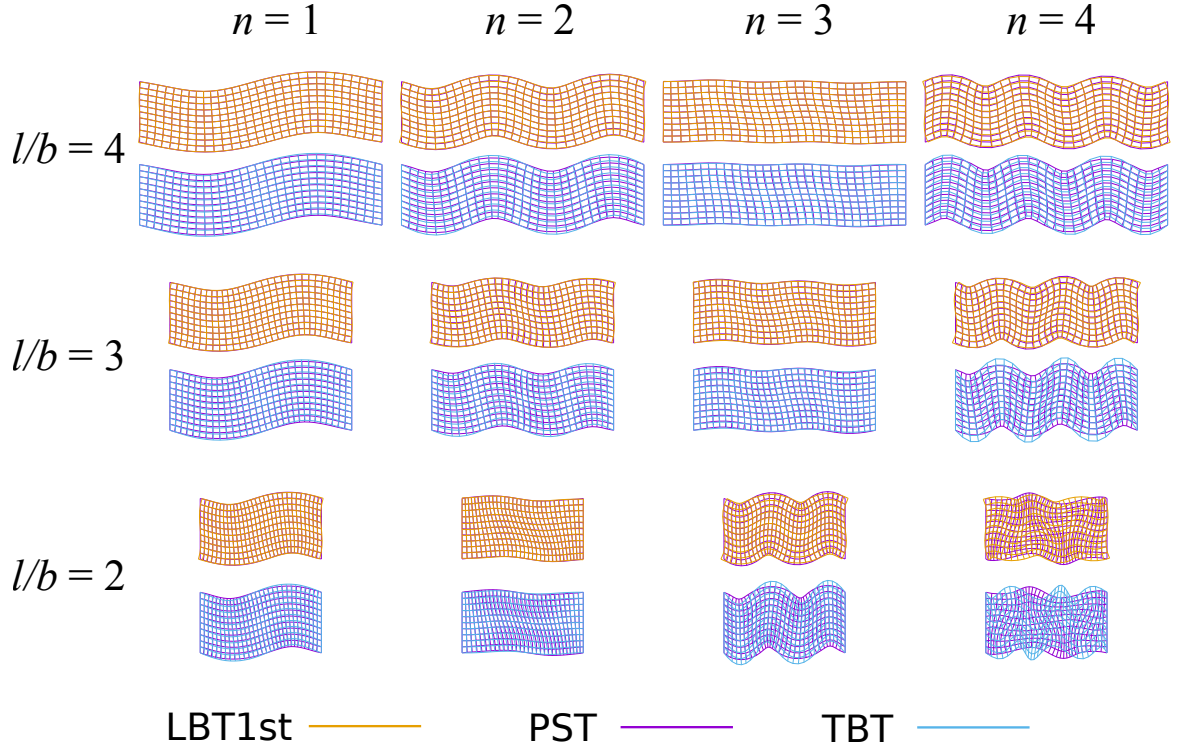 n = 1 n = 2 n = 3 n = 4
l/b = 4
l/b = 3
l/b = 2
LBT1st PST TBT